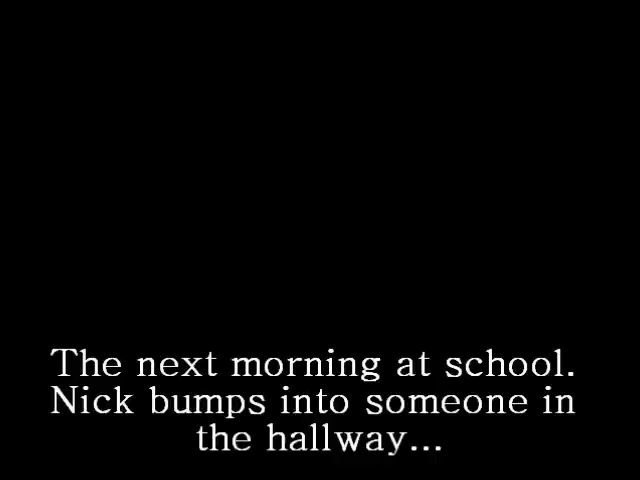 The next morning at school.
Nick bumps into someone in
the hallway...